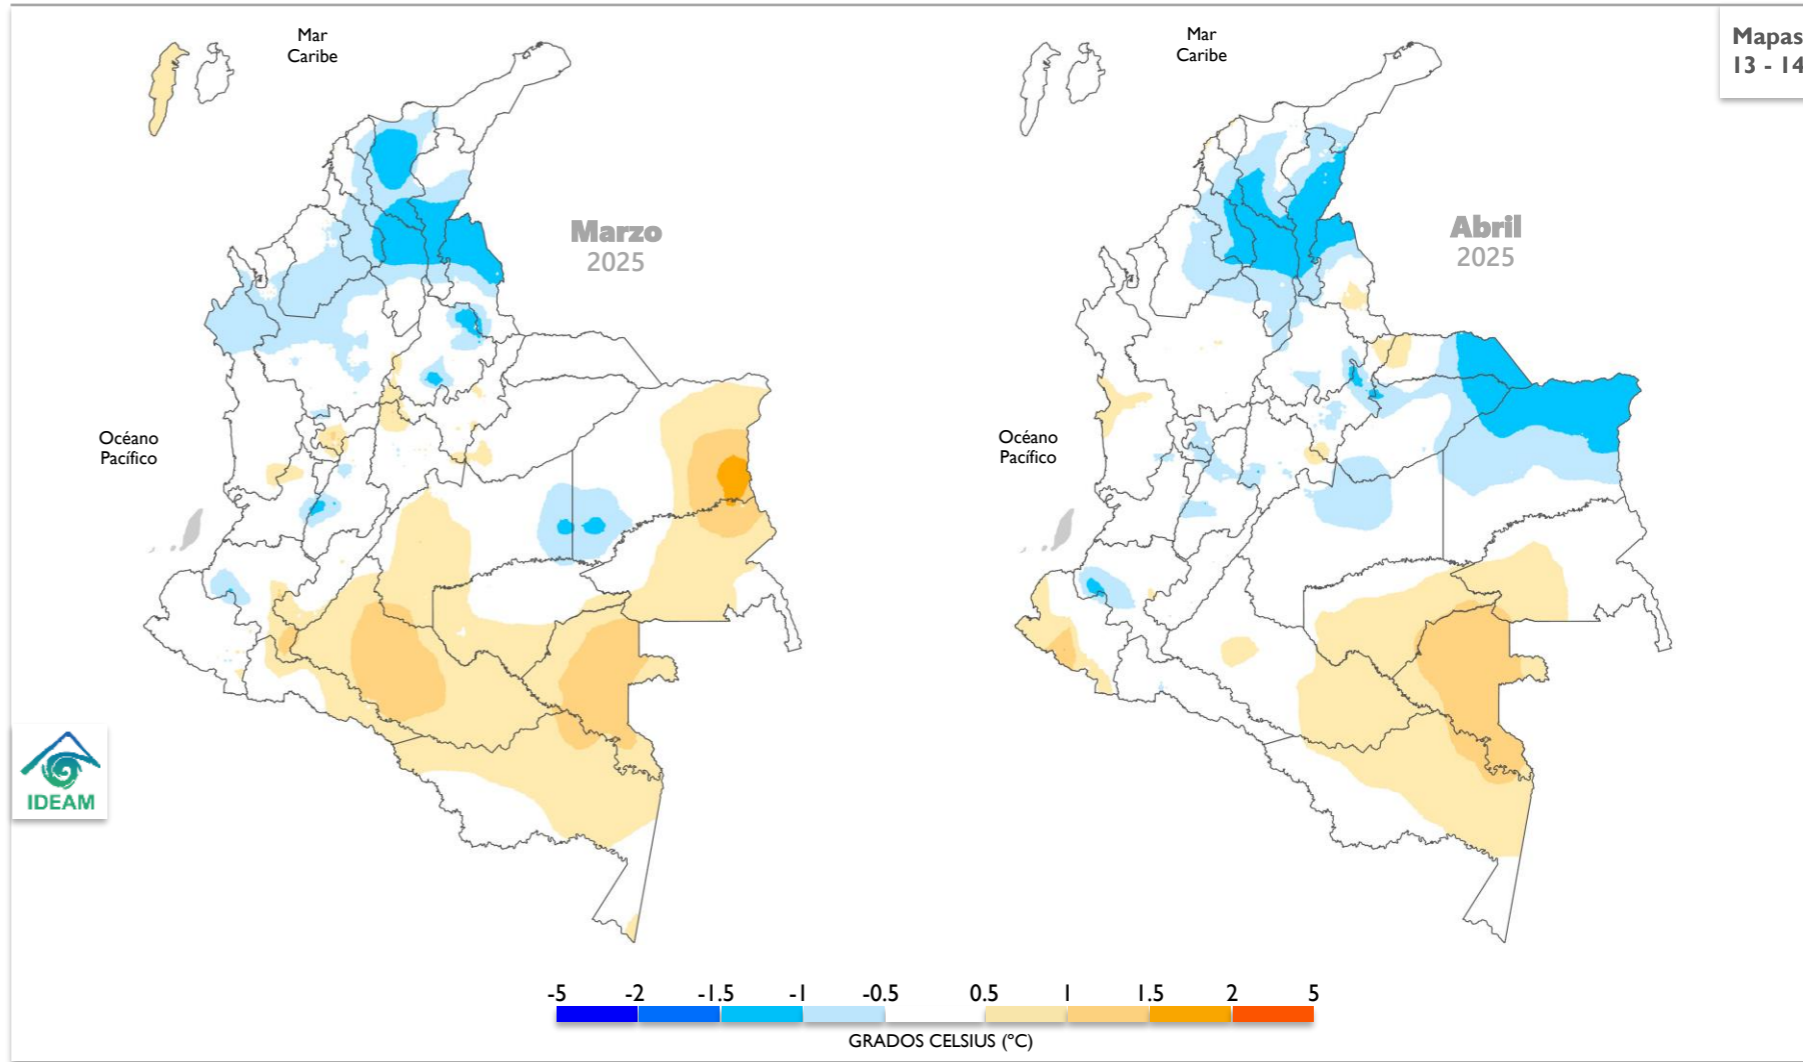 Mar
Caribe
Mar
Caribe
Mapas
13 - 14
Marzo
2025
Abril
2025
Océano
Pacífico
Océano
Pacífico
IDEAM
-5 -2 -1.5 -1 -0.5 0.5 1 1.5 2 5
GRADOS CELSIUS (°C)